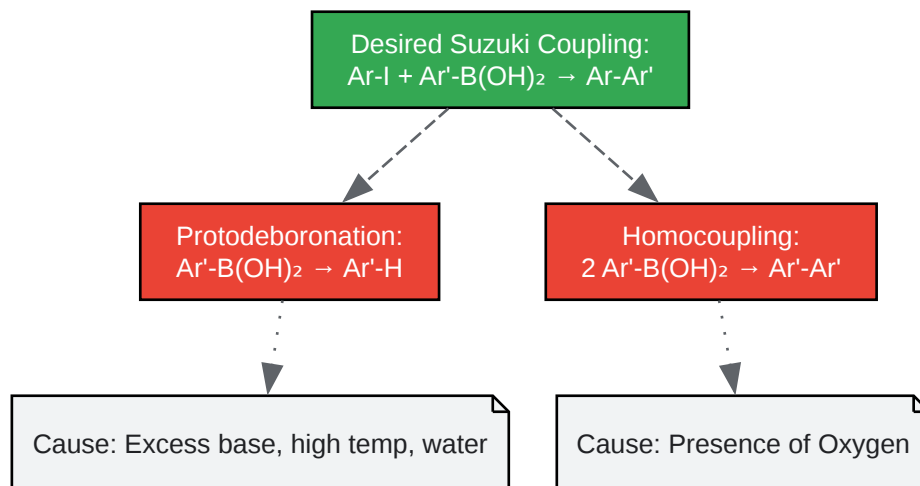 Desired Suzuki Coupling:
Ar-I + Ar'-B(OH)₂ → Ar-Ar'
Protodeboronation:
Ar'-B(OH)₂ → Ar'-H
Homocoupling:
2 Ar'-B(OH)₂ → Ar'-Ar'
Cause: Excess base, high temp, water
Cause: Presence of Oxygen